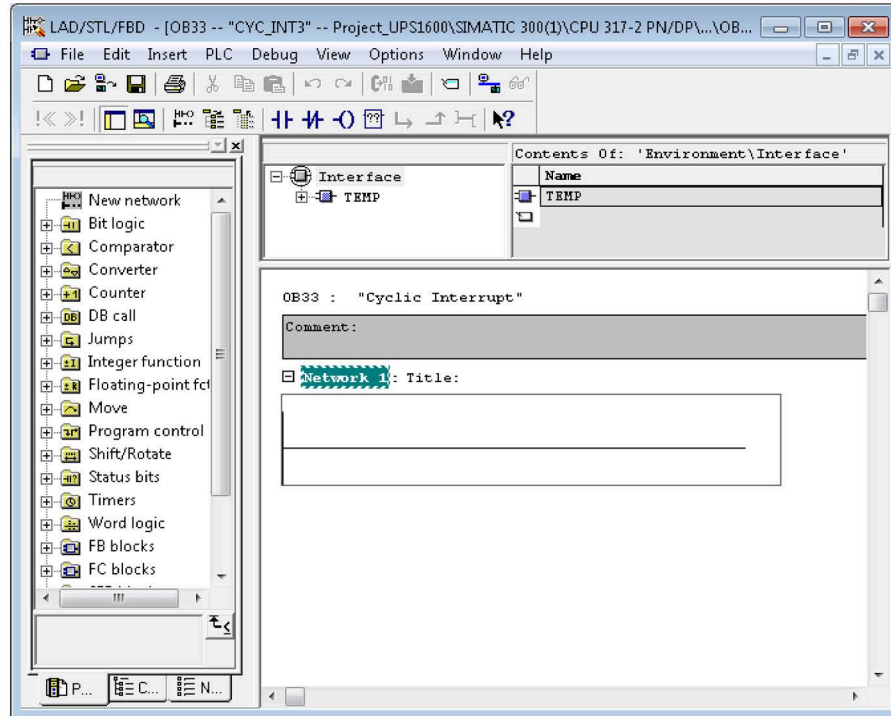 LAD/STL/FBD - [OB33 -- "CYC_INT3" -- Project_UPS1600\SIMATIC 300(1)\CPU 317-2 PN/DP\...\OB...
File Edit Insert PLC Debug View Options Window Help
Contents Of: 'Environment\Interface'
Interface
TEMP
Name
TEMP
New network
Bit logic
Comparator
Converter
Counter
DB call
Jumps
Integer function
Floating-point fct
Move
Program control
Shift/Rotate
Status bits
Timers
Word logic
FB blocks
FC blocks
P...
C...
N...
OB33 : "Cyclic Interrupt"
Comment:
Network 1: Title: